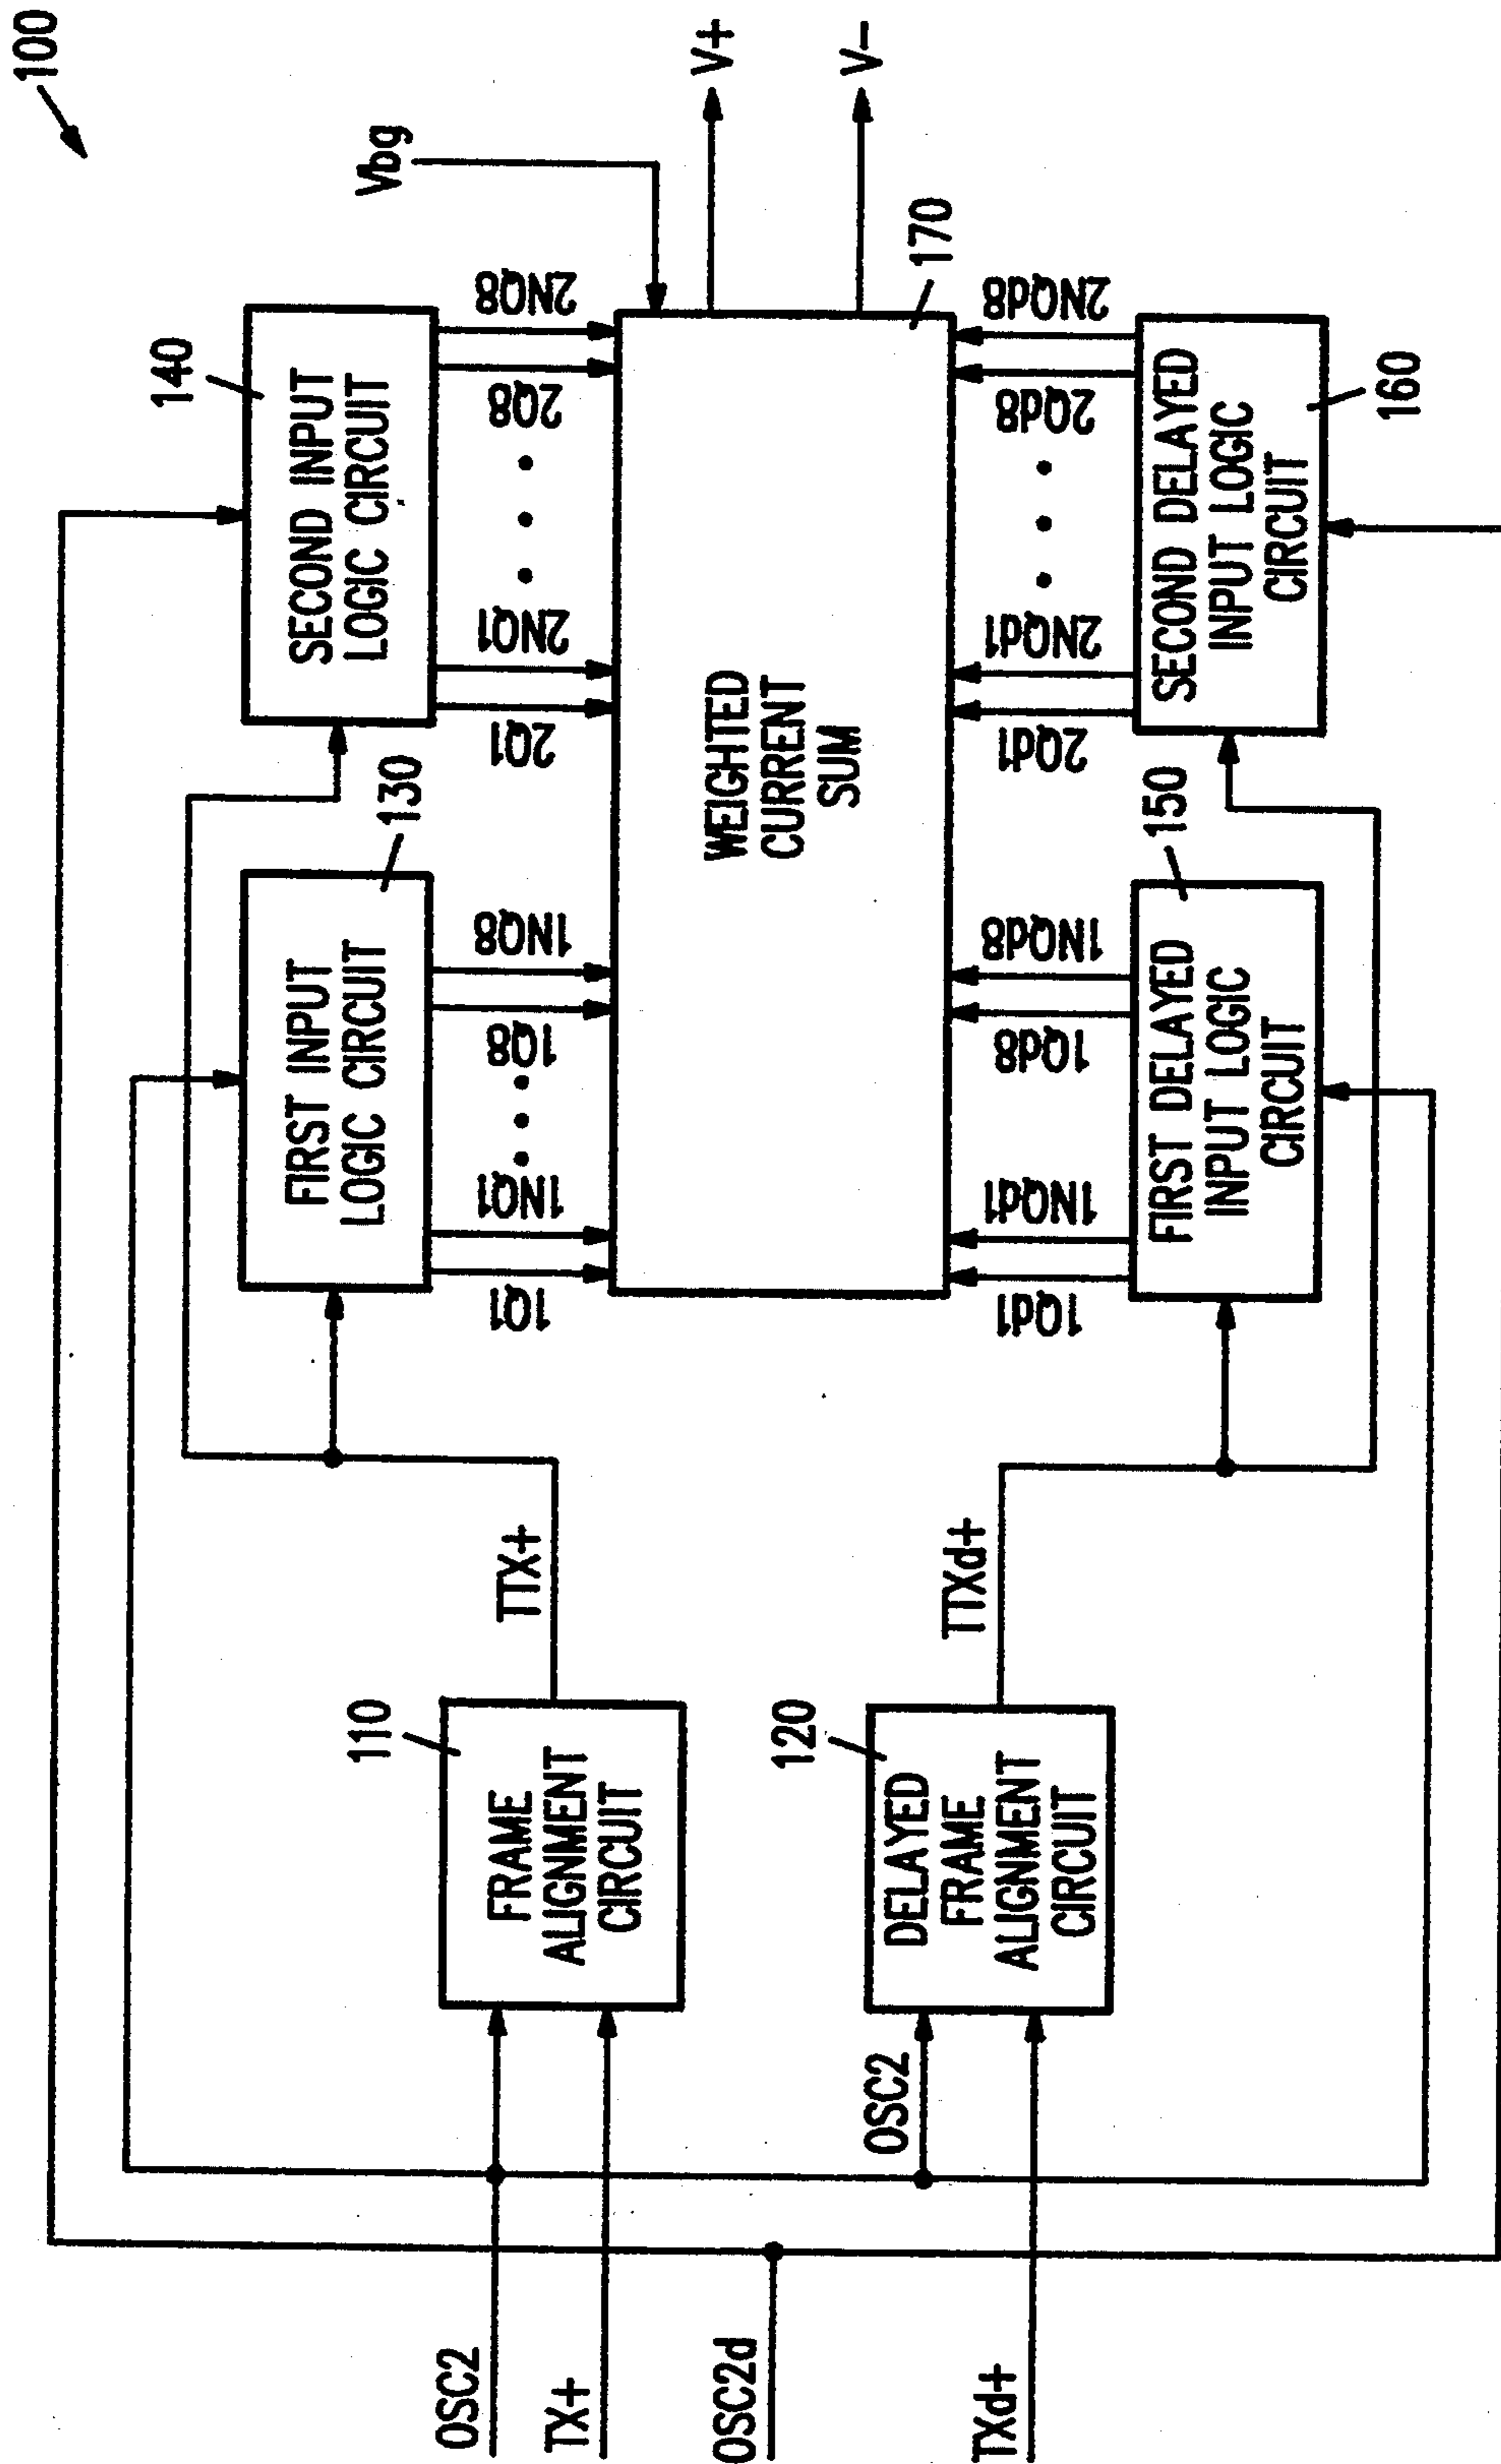 100
OSC2
TX+
OSC2d
TXd+
110
FRAME
ALIGNMENT
CIRCUIT
OSC2
120
DELAYED
FRAME
ALIGNMENT
CIRCUIT
TTX+
TTXd+
130
FIRST INPUT
LOGIC CIRCUIT
140
SECOND INPUT
LOGIC CIRCUIT
1Q1
1NQ1
1Q8
1NQ8
2Q1
2NQ1
2Q8
2NQ8
Vbg
WEIGHTED
CURRENT
SUM
170
V+
V-
1Qd1
1NQd1
1Qd8
1NQd8
2Qd1
2NQd1
2Qd8
2NQd8
150
FIRST DELAYED
INPUT LOGIC
CIRCUIT
160
SECOND DELAYED
INPUT LOGIC
CIRCUIT